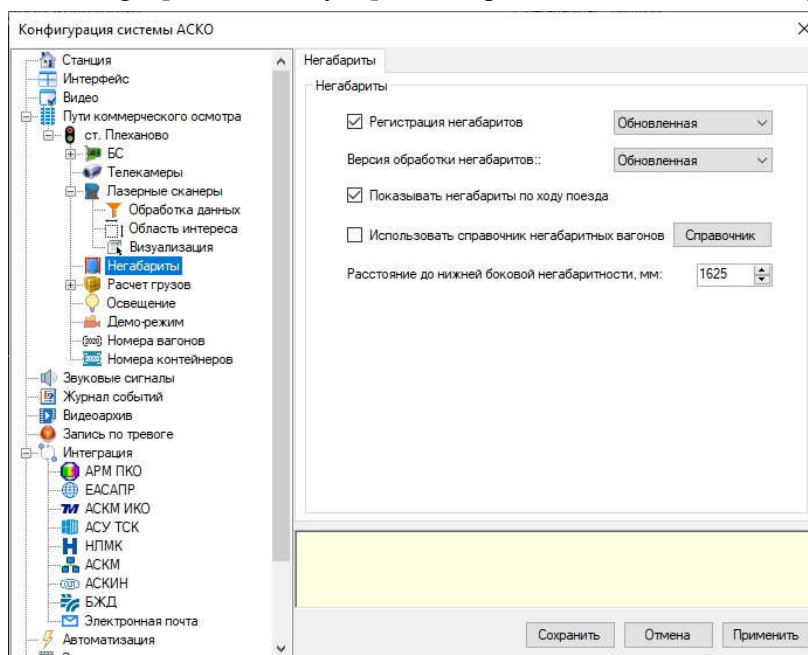 Конфигурация системы АСКО
Станция
Интерфейс
Видео
Пути коммерческого осмотра
ст. Плеханово
БС
Телекамеры
Лазерные сканеры
Обработка данных
Область интереса
Визуализация
Негабариты
Расчет грузов
Освещение
Демо-режим
Номера вагонов
Номера контейнеров
Звуковые сигналы
Журнал событий
Видеоархив
Запись по тревоге
Интеграция
АРМ ПКО
ЕАСАПР
АСКМ ИКО
АСУ ТСК
НЛМК
АСКМ
АСКИН
БЖД
Электронная почта
Автоматизация
Негабариты
Негабариты
Регистрация негабаритов Обновленная
Версия обработки негабаритов:: Обновленная
Показывать негабариты по ходу поезда
Использовать справочник негабаритных вагонов Справочник
Расстояние до нижней боковой негабаритности, мм: 1625
Сохранить Отмена Применить